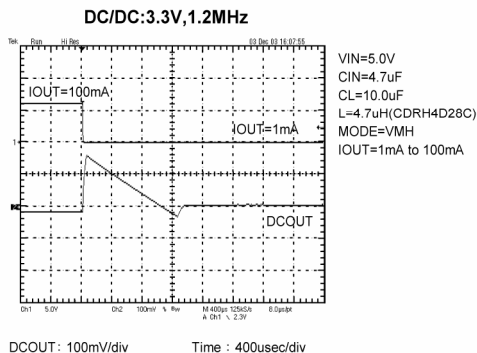 DC/DC:3.3V,1.2MHz
Tek Run Hi Res 03 Dec 03 16:07:55
IOUT=100mA
IOUT=1mA
DCOUT
1
Ch1 5.0V Ch2 100mV % Bw M 400µs 125kS/s 8.0µs/pt
A Ch1 \ 2.3V
VIN=5.0V
CIN=4.7uF
CL=10.0uF
L=4.7uH(CDRH4D28C)
MODE=VMH
IOUT=1mA to 100mA
DCOUT: 100mV/div Time : 400usec/div